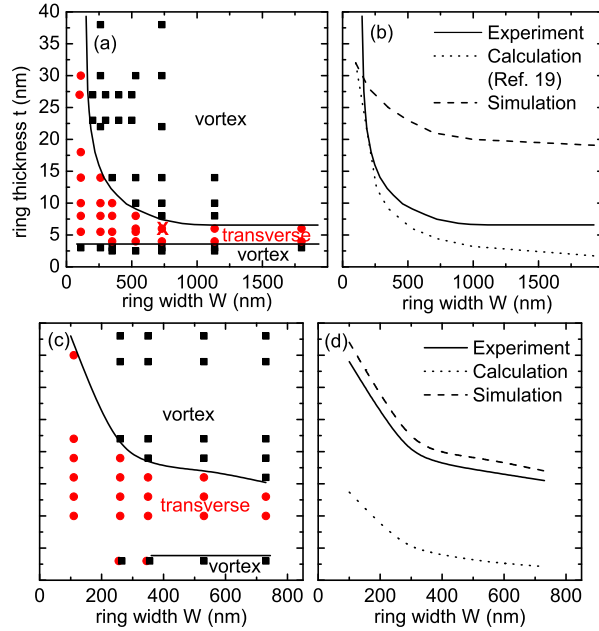 40
35
30
25
20
15
10
5
0
ring thickness t (nm)
(a)
vortex
transverse
vortex
0 500 1000 1500
ring width W (nm)
(b)
Experiment
Calculation
(Ref. 19)
Simulation
0 500 1000 1500
ring width W (nm)
(c)
vortex
transverse
vortex
0 200 400 600 800
ring width W (nm)
(d)
Experiment
Calculation
Simulation
0 200 400 600 800
ring width W (nm)